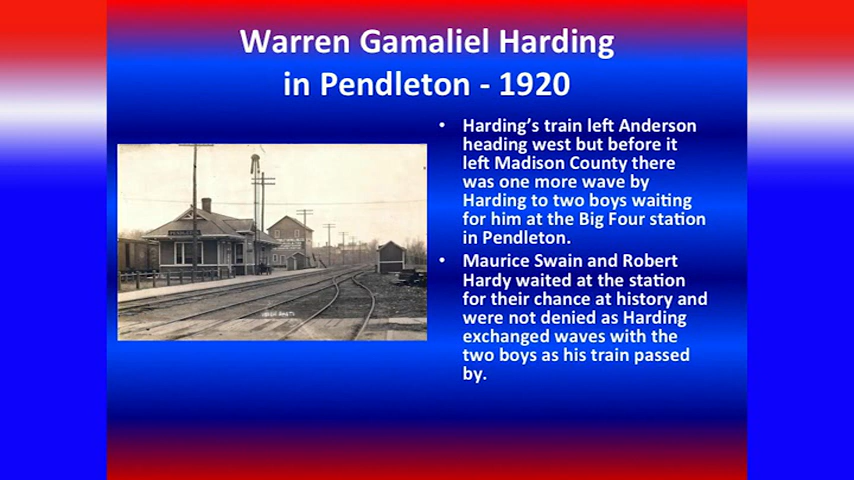 Warren Gamaliel Harding
in Pendleton - 1920
• Harding's train left Anderson
heading west but before it
left Madison County there
was one more wave by
Harding to two boys waiting
for him at the Big Four station
in Pendleton.
• Maurice Swain and Robert
Hardy waited at the station
for their chance at history and
were not denied as Harding
exchanged waves with the
two boys as his train passed
by.